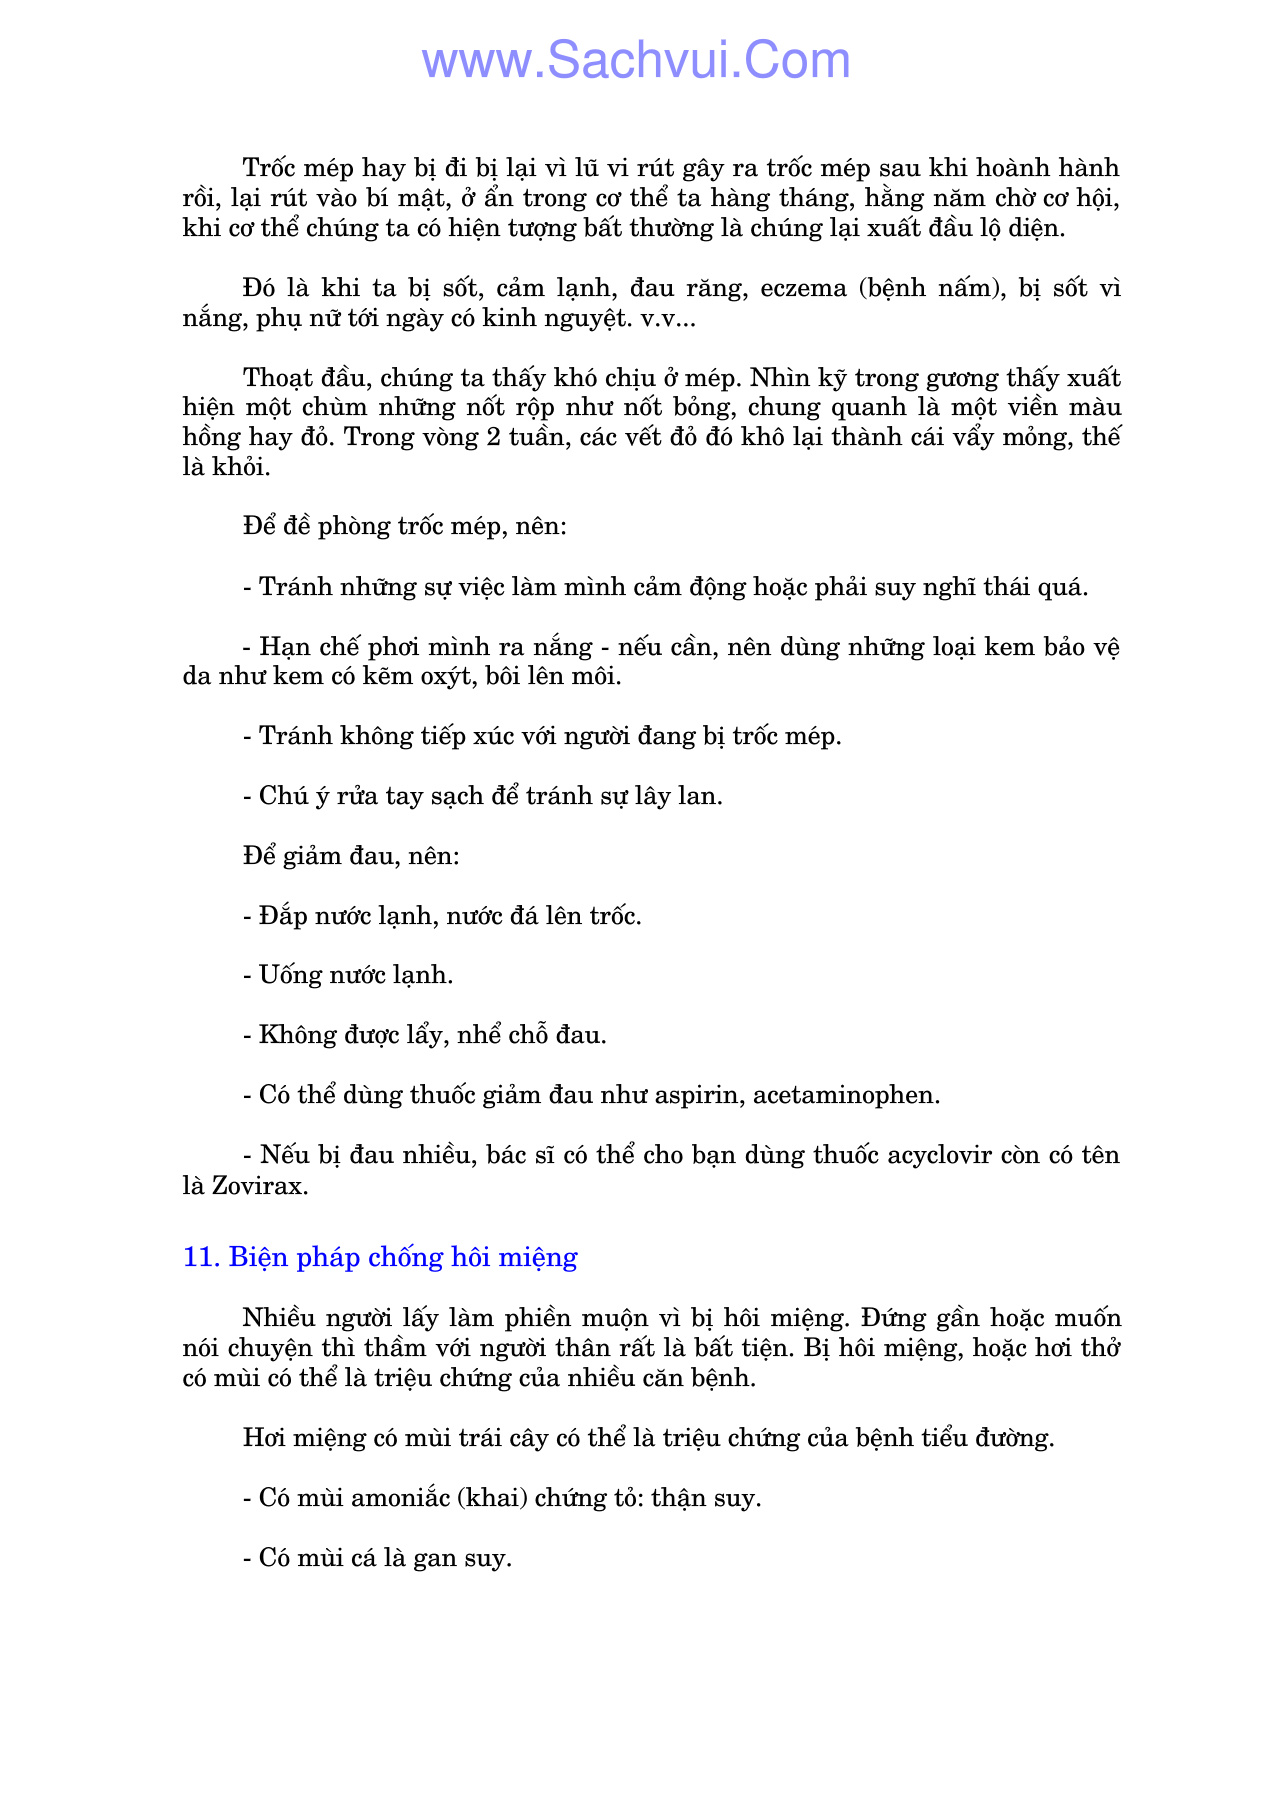 www.Sachvui.Com
Trốc mép hay bị đi bị lại vì lũ vi rút gây ra trốc mép sau khi hoành hành
rồi, lại rút vào bí mật, ở ẩn trong cơ thể ta hàng tháng, hằng năm chờ cơ hội,
khi cơ thể chúng ta có hiện tượng bất thường là chúng lại xuất đầu lộ diện.
Đó là khi ta bị sốt, cảm lạnh, đau răng, eczema (bệnh nấm), bị sốt vì
nắng, phụ nữ tới ngày có kinh nguyệt. v.v...
Thoạt đầu, chúng ta thấy khó chịu ở mép. Nhìn kỹ trong gương thấy xuất
hiện một chùm những nốt rộp như nốt bỏng, chung quanh là một viền màu
hồng hay đỏ. Trong vòng 2 tuần, các vết đỏ đó khô lại thành cái vẩy mỏng, thế
là khỏi.
Để đề phòng trốc mép, nên:
- Tránh những sự việc làm mình cảm động hoặc phải suy nghĩ thái quá.
- Hạn chế phơi mình ra nắng - nếu cần, nên dùng những loại kem bảo vệ
da như kem có kẽm oxýt, bôi lên môi.
- Tránh không tiếp xúc với người đang bị trốc mép.
- Chú ý rửa tay sạch để tránh sự lây lan.
Để giảm đau, nên:
- Đắp nước lạnh, nước đá lên trốc.
- Uống nước lạnh.
- Không được lẩy, nhể chỗ đau.
- Có thể dùng thuốc giảm đau như aspirin, acetaminophen.
- Nếu bị đau nhiều, bác sĩ có thể cho bạn dùng thuốc acyclovir còn có tên
là Zovirax.
11. Biện pháp chống hôi miệng
Nhiều người lấy làm phiền muộn vì bị hôi miệng. Đứng gần hoặc muốn
nói chuyện thì thầm với người thân rất là bất tiện. Bị hôi miệng, hoặc hơi thở
có mùi có thể là triệu chứng của nhiều căn bệnh.
Hơi miệng có mùi trái cây có thể là triệu chứng của bệnh tiểu đường.
- Có mùi amoniắc (khai) chứng tỏ: thận suy.
- Có mùi cá là gan suy.